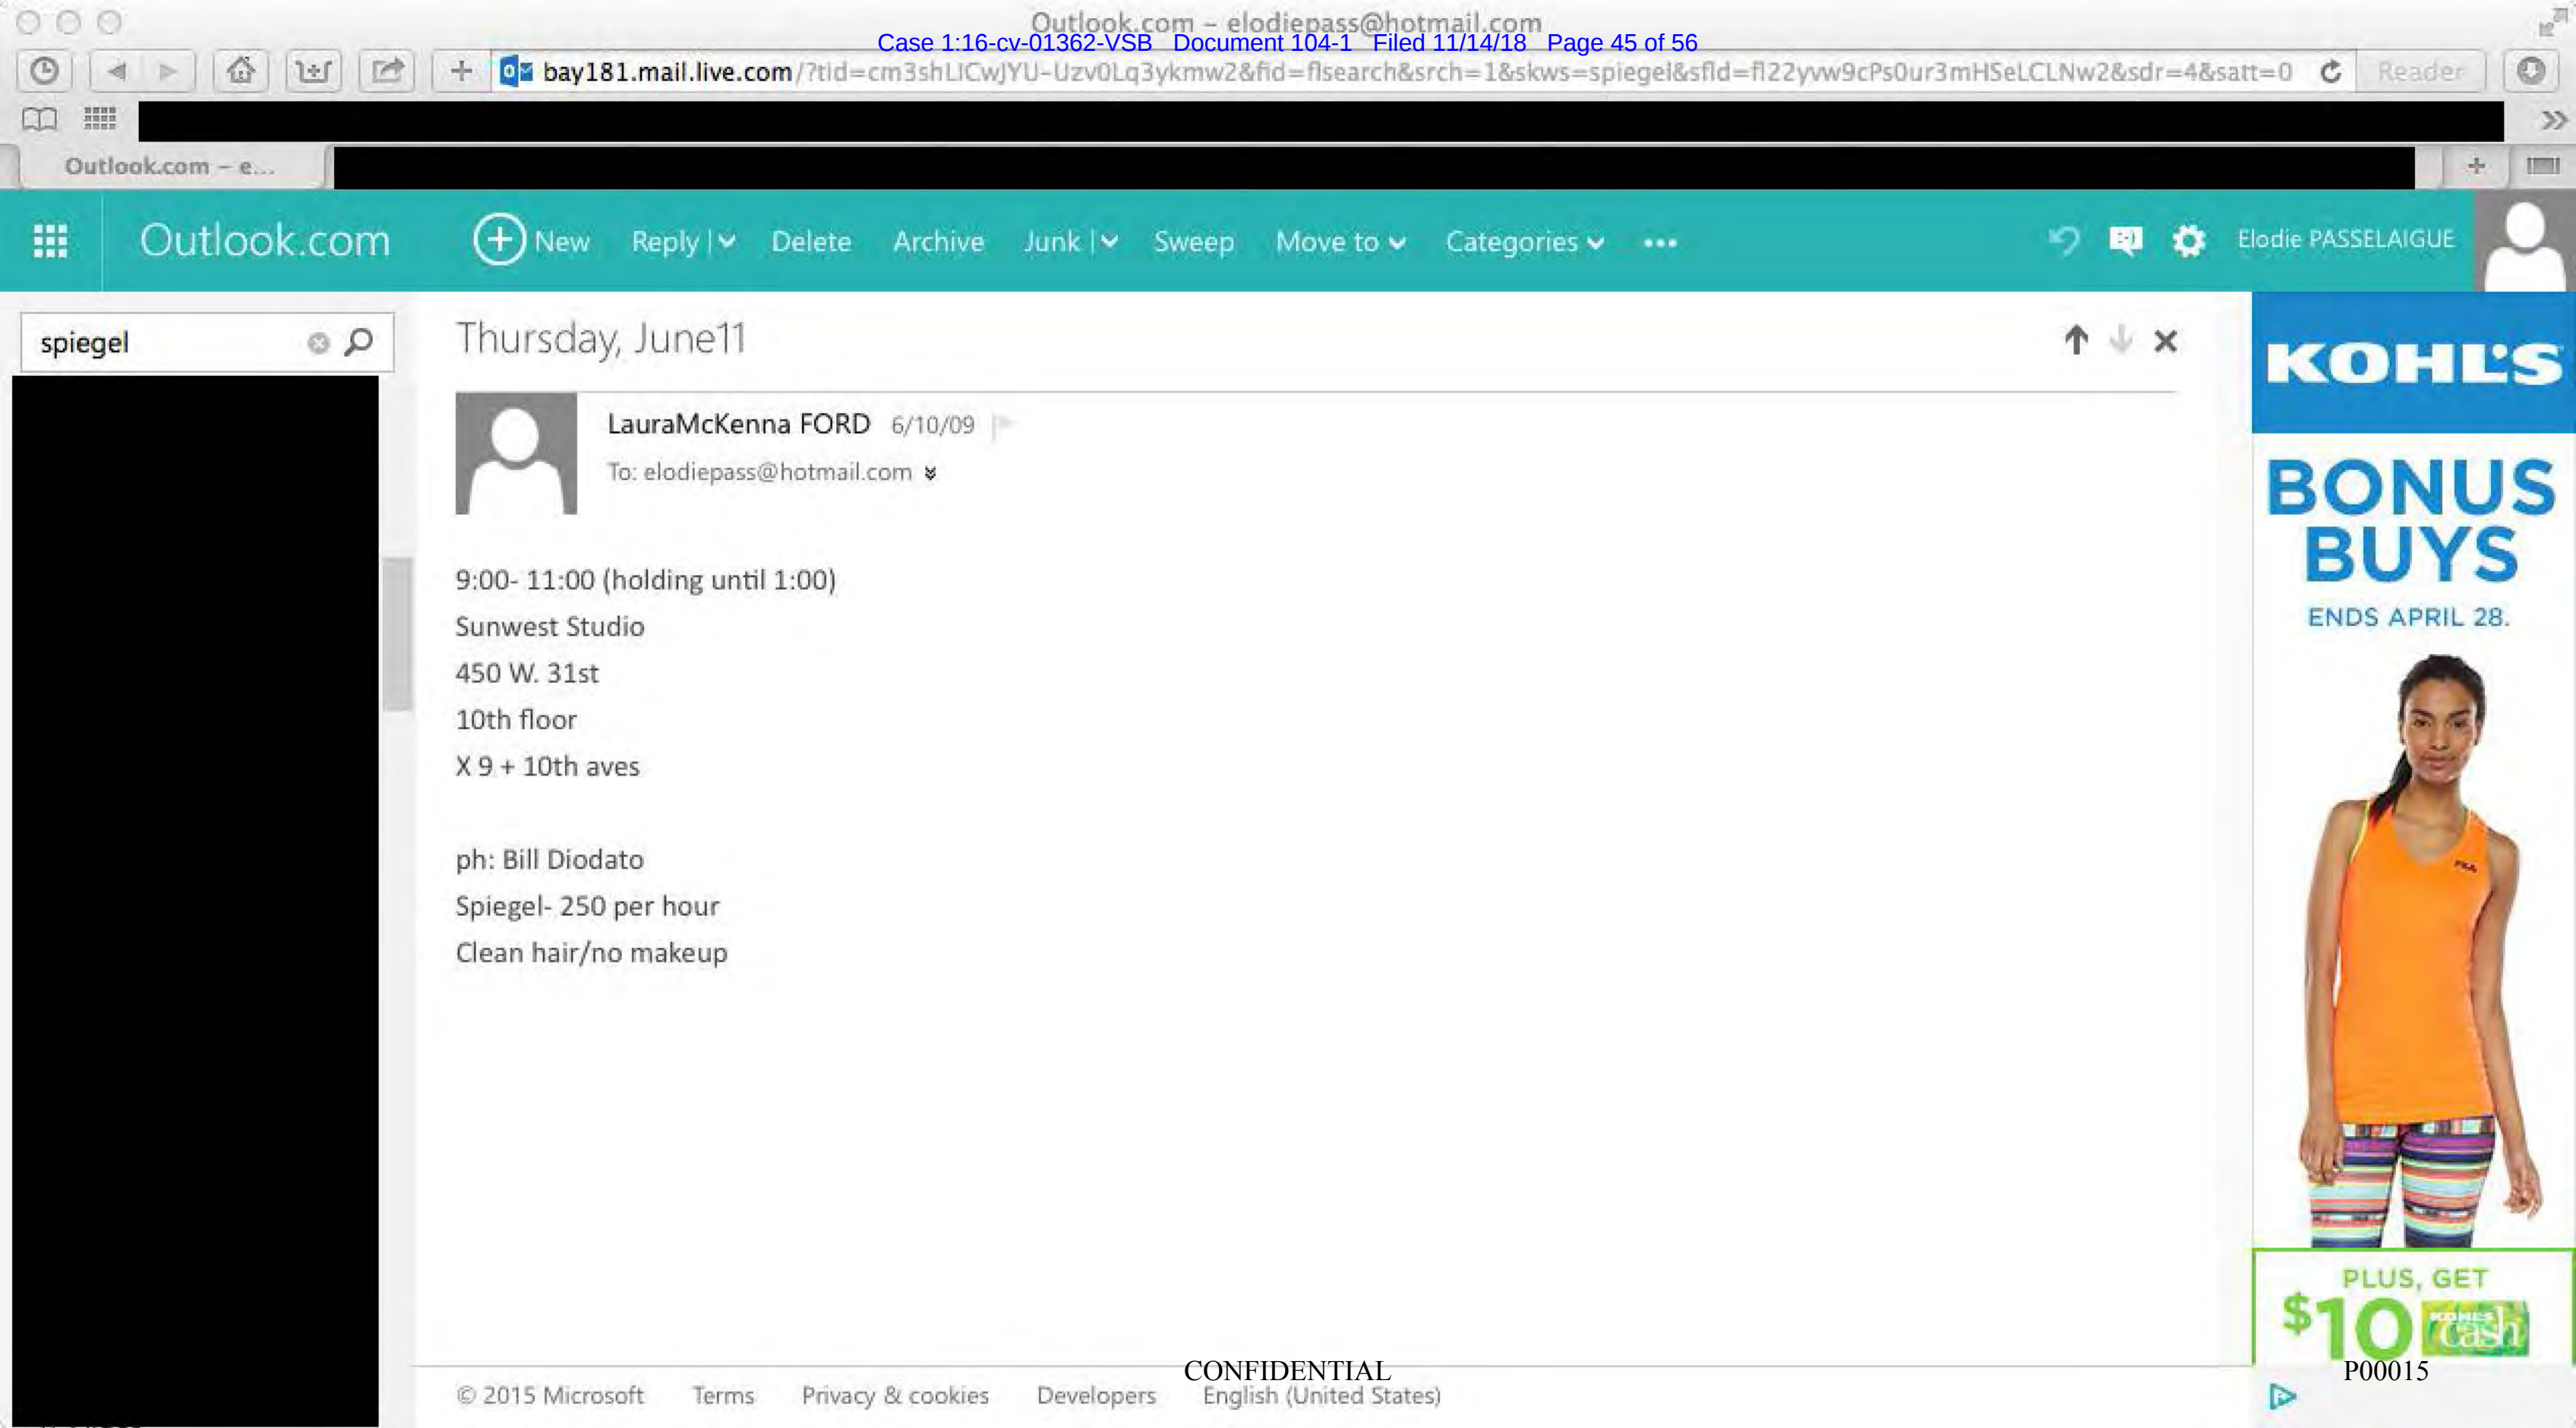 Outlook.com – elodiepass@hotmail.com
Case 1:16-cv-01362-VSB Document 104-1 Filed 11/14/18 Page 45 of 56
bay181.mail.live.com/?tid=cm3shLlCwJYU-Uzv0Lq3ykmw2&fid=flsearch&srch=1&skws=spiegel&sfld=fl22yvw9cPs0ur3mHSeLCLNw2&sdr=4&satt=0 Reader
Outlook.com – e...
Outlook.com New Reply Delete Archive Junk Sweep Move to Categories ••• Elodie PASSELAIGUE
spiegel
Thursday, June11
LauraMcKenna FORD 6/10/09
To: elodiepass@hotmail.com
9:00- 11:00 (holding until 1:00)
Sunwest Studio
450 W. 31st
10th floor
X 9 + 10th aves
ph: Bill Diodato
Spiegel- 250 per hour
Clean hair/no makeup
KOHL'S
BONUS
BUYS
ENDS APRIL 28.
FILA
PLUS, GET
$10 KOHL'S cash
CONFIDENTIAL
P00015
© 2015 Microsoft Terms Privacy & cookies Developers English (United States)